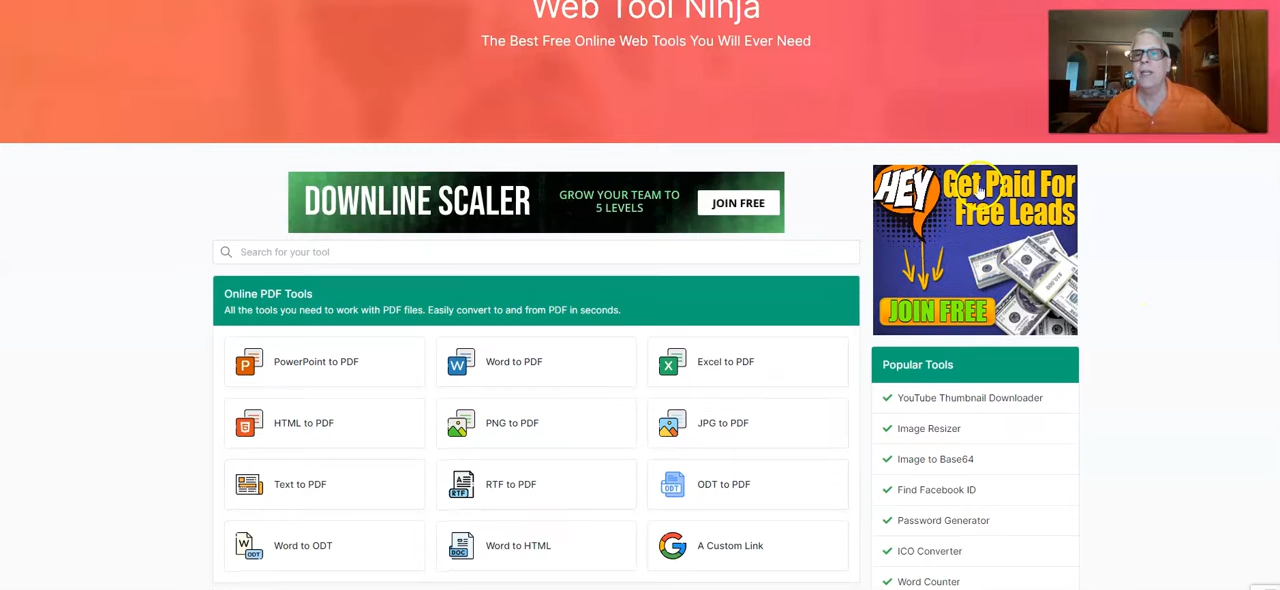 Web Tool Ninja
The Best Free Online Web Tools You Will Ever Need
DOWNLINE SCALER
GROW YOUR TEAM TO
5 LEVELS
JOIN FREE
HEY
Get Paid For
Free Leads
JOIN FREE
Search for your tool
Online PDF Tools
All the tools you need to work with PDF files. Easily convert to and from PDF in seconds.
P
PowerPoint to PDF
W
Word to PDF
X
Excel to PDF
HTML to PDF
PNG to PDF
JPG to PDF
Text to PDF
RTF
RTF to PDF
ODT
ODT to PDF
W
ODT
Word to ODT
DOC
Word to HTML
A Custom Link
Popular Tools
YouTube Thumbnail Downloader
Image Resizer
Image to Base64
Find Facebook ID
Password Generator
ICO Converter
Word Counter